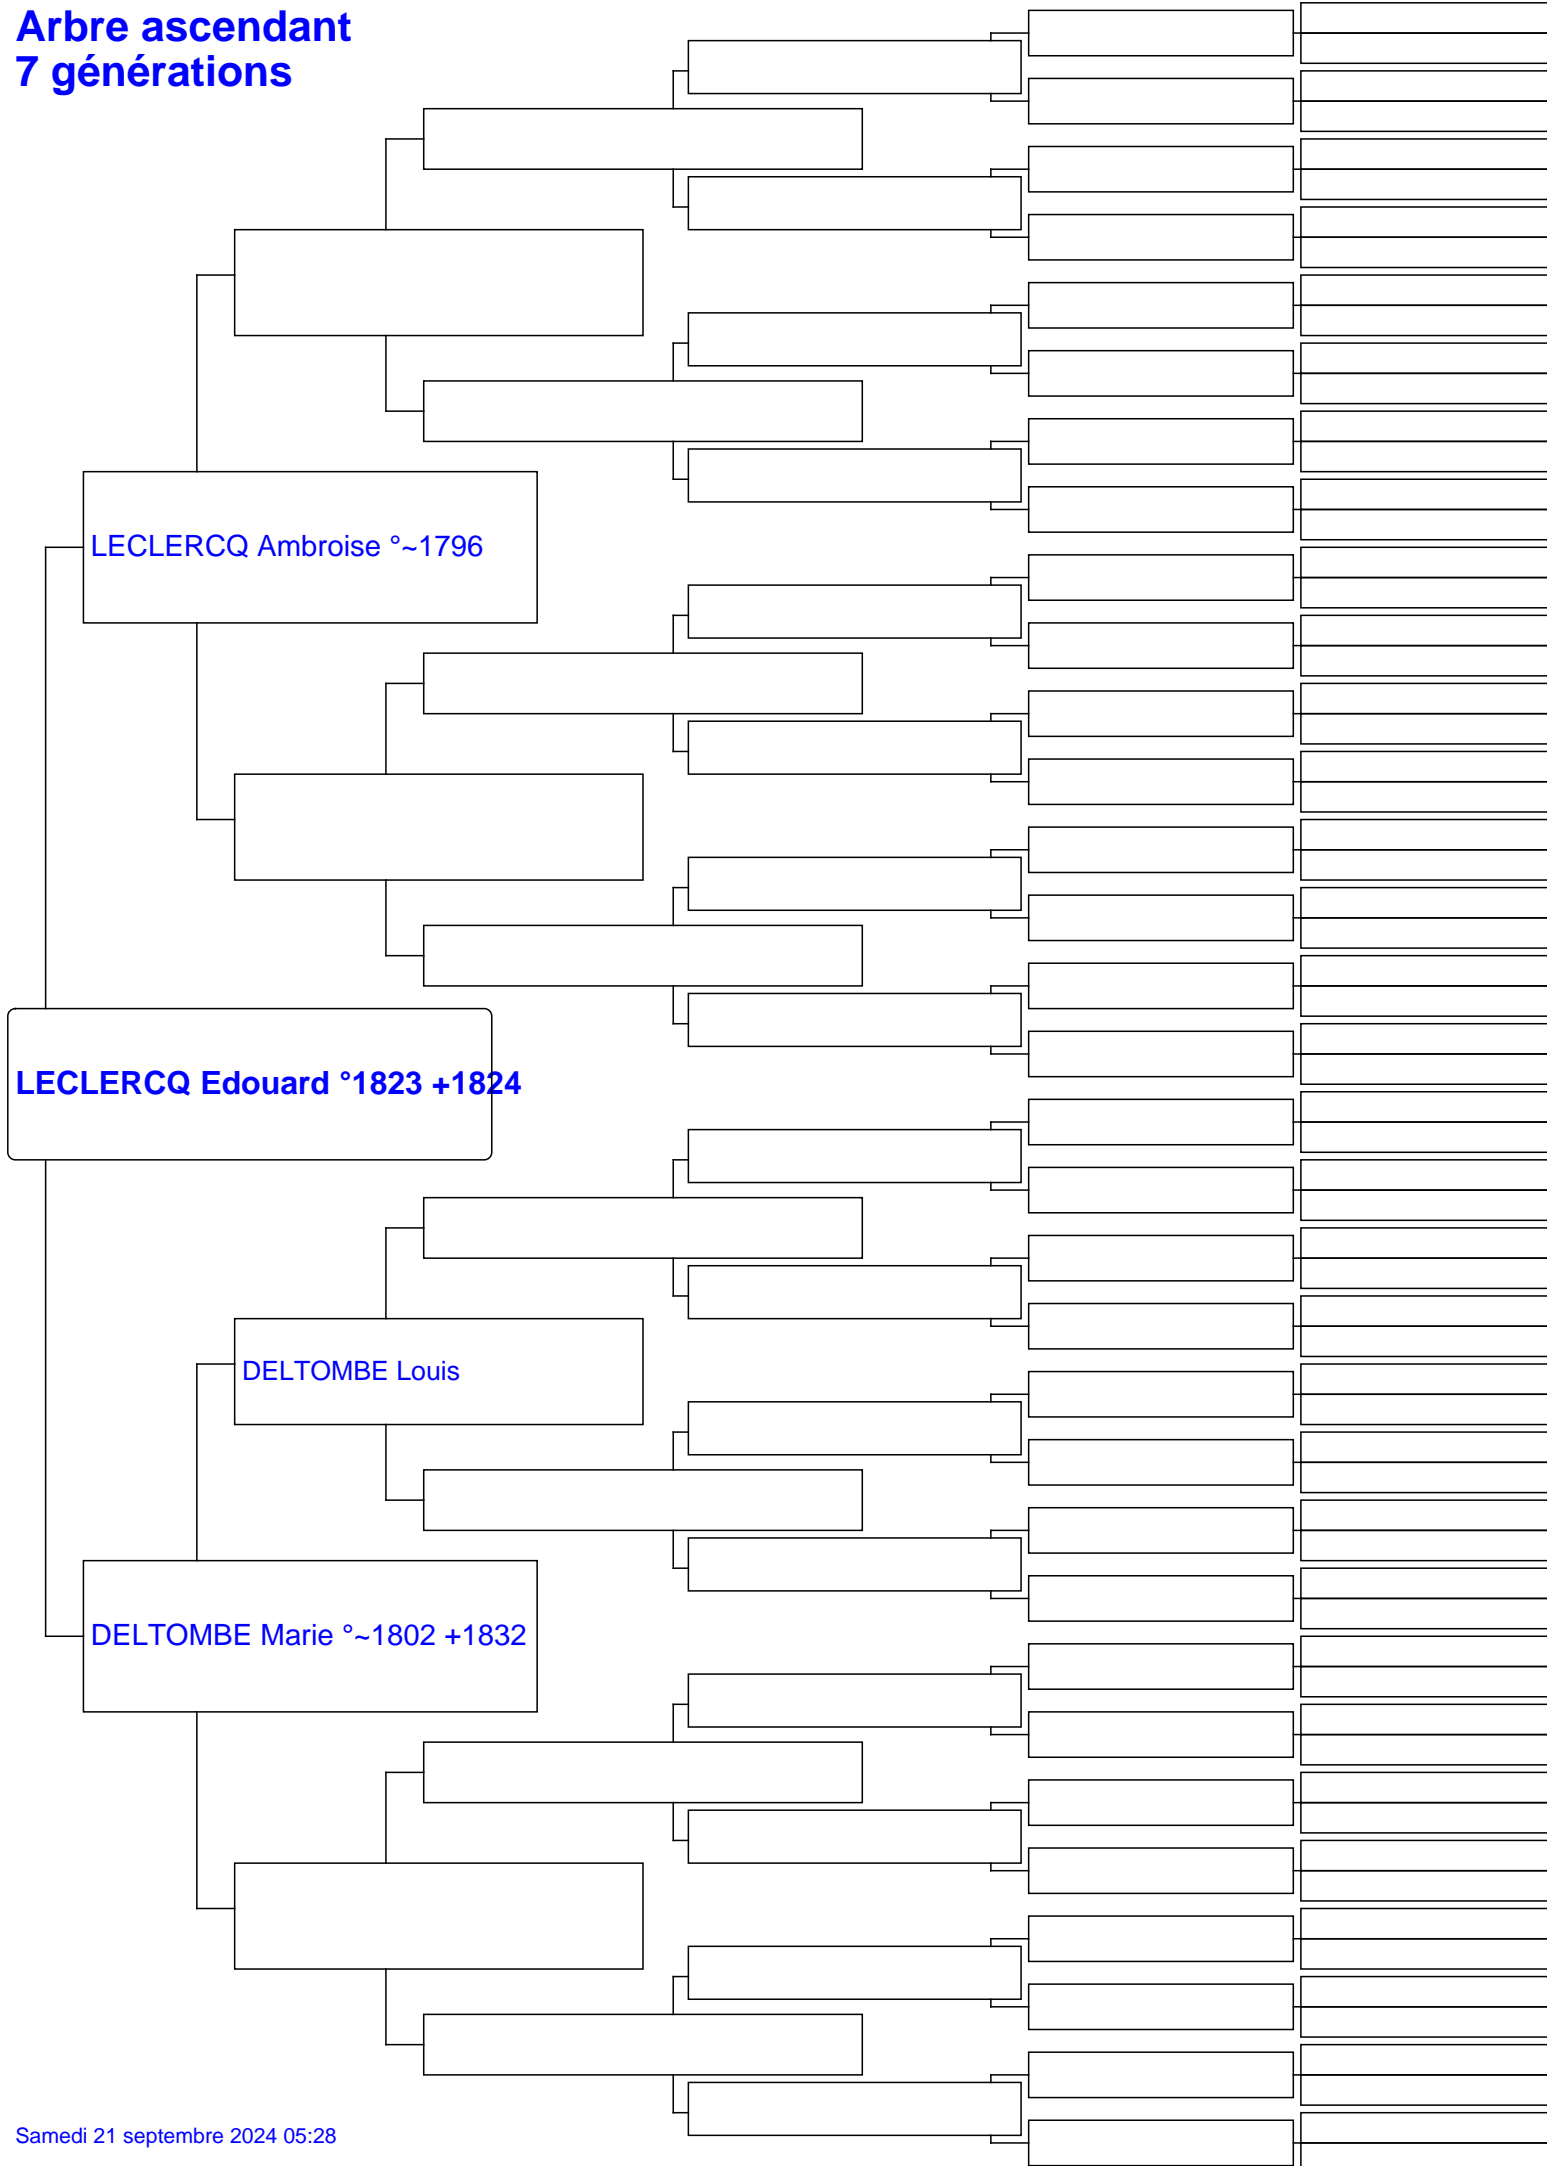 Arbre ascendant
7 générations
LECLERCQ Ambroise °~1796
LECLERCQ Edouard °1823 +1824
DELTOMBE Louis
DELTOMBE Marie °~1802 +1832
Samedi 21 septembre 2024 05:28